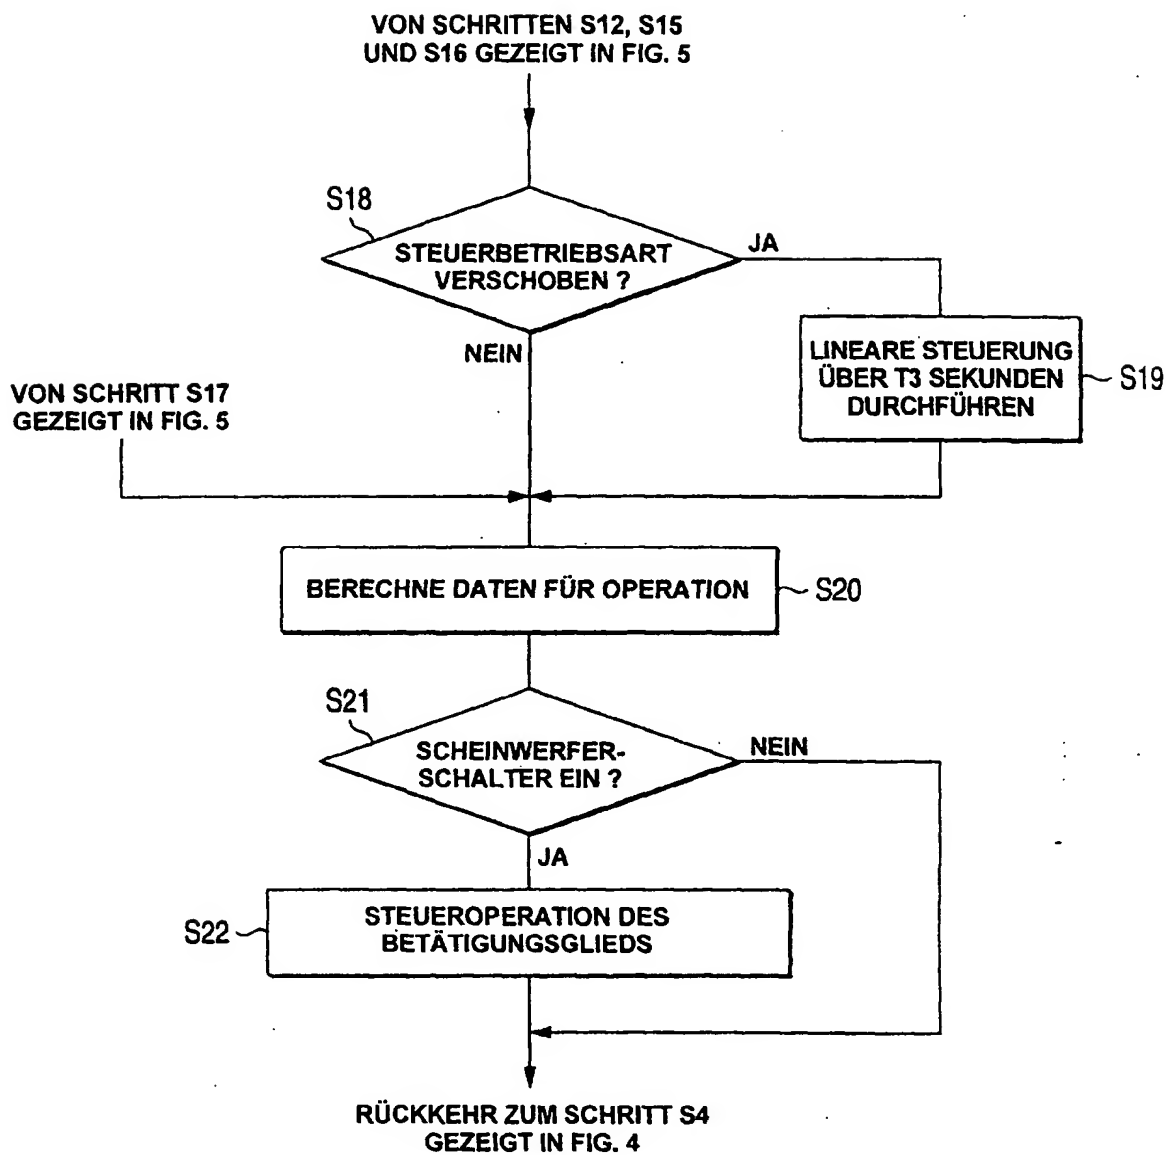 VON SCHRITTEN S12, S15
UND S16 GEZEIGT IN FIG. 5
S18
STEUERBETRIEBSART
VERSCHOBEN ?
JA
NEIN
LINEARE STEUERUNG
ÜBER T3 SEKUNDEN
DURCHFÜHREN
S19
VON SCHRITT S17
GEZEIGT IN FIG. 5
BERECHNE DATEN FÜR OPERATION
S20
S21
SCHEINWERFER-
SCHALTER EIN ?
NEIN
JA
S22
STEUEROPERATION DES
BETÄTIGUNGSGLIEDS
RÜCKKEHR ZUM SCHRITT S4
GEZEIGT IN FIG. 4